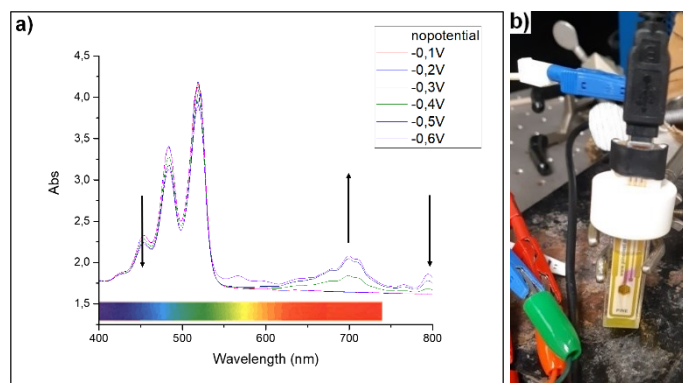 a)
nopotential
-0,1V
-0,2V
-0,3V
-0,4V
-0,5V
-0,6V
4,5
4,0
3,5
3,0
2,5
2,0
1,5
Abs
400
500
600
700
800
Wavelength (nm)
b)